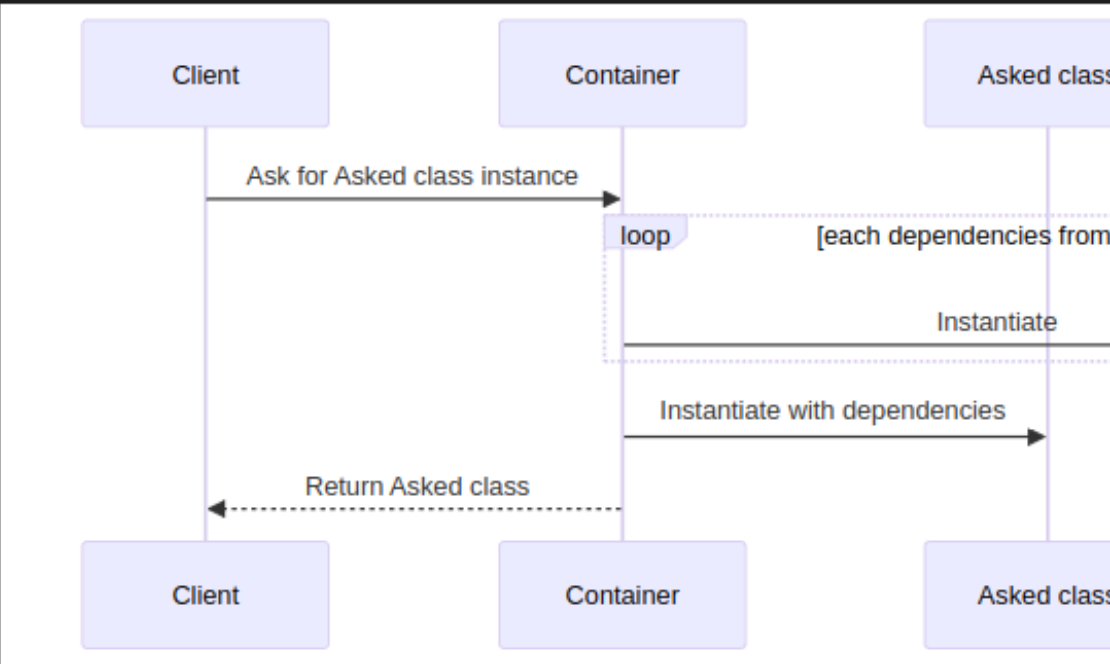 Client Container Asked class
Ask for Asked class instance
loop [each dependencies from
Instantiate
Instantiate with dependencies
Return Asked class
Client Container Asked class